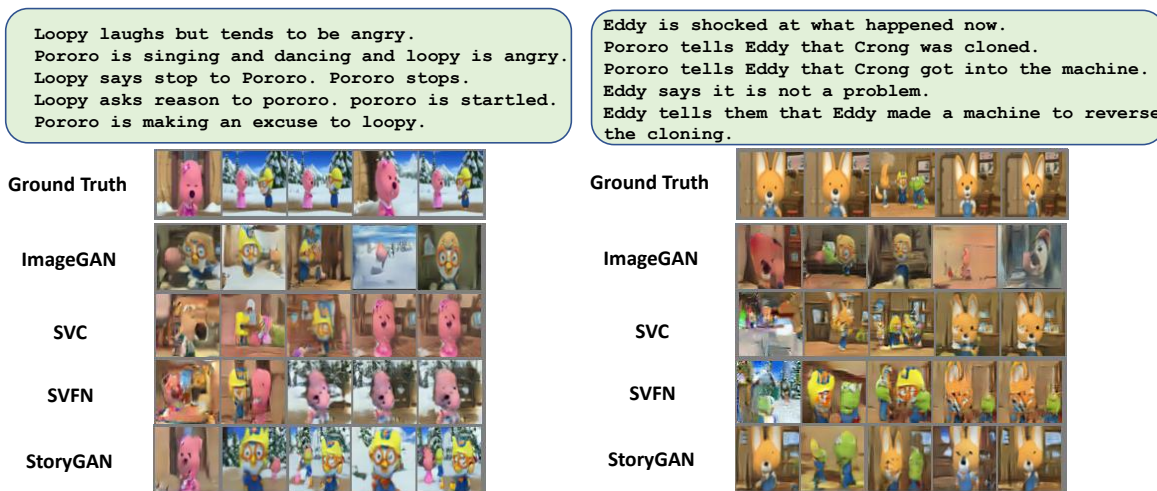 Loopy laughs but tends to be angry.
Pororo is singing and dancing and loopy is angry.
Loopy says stop to Pororo. Pororo stops.
Loopy asks reason to pororo. pororo is startled.
Pororo is making an excuse to loopy.
Ground Truth
ImageGAN
SVC
SVFN
StoryGAN
Eddy is shocked at what happened now.
Pororo tells Eddy that Crong was cloned.
Pororo tells Eddy that Crong got into the machine.
Eddy says it is not a problem.
Eddy tells them that Eddy made a machine to reverse
the cloning.
Ground Truth
ImageGAN
SVC
SVFN
StoryGAN